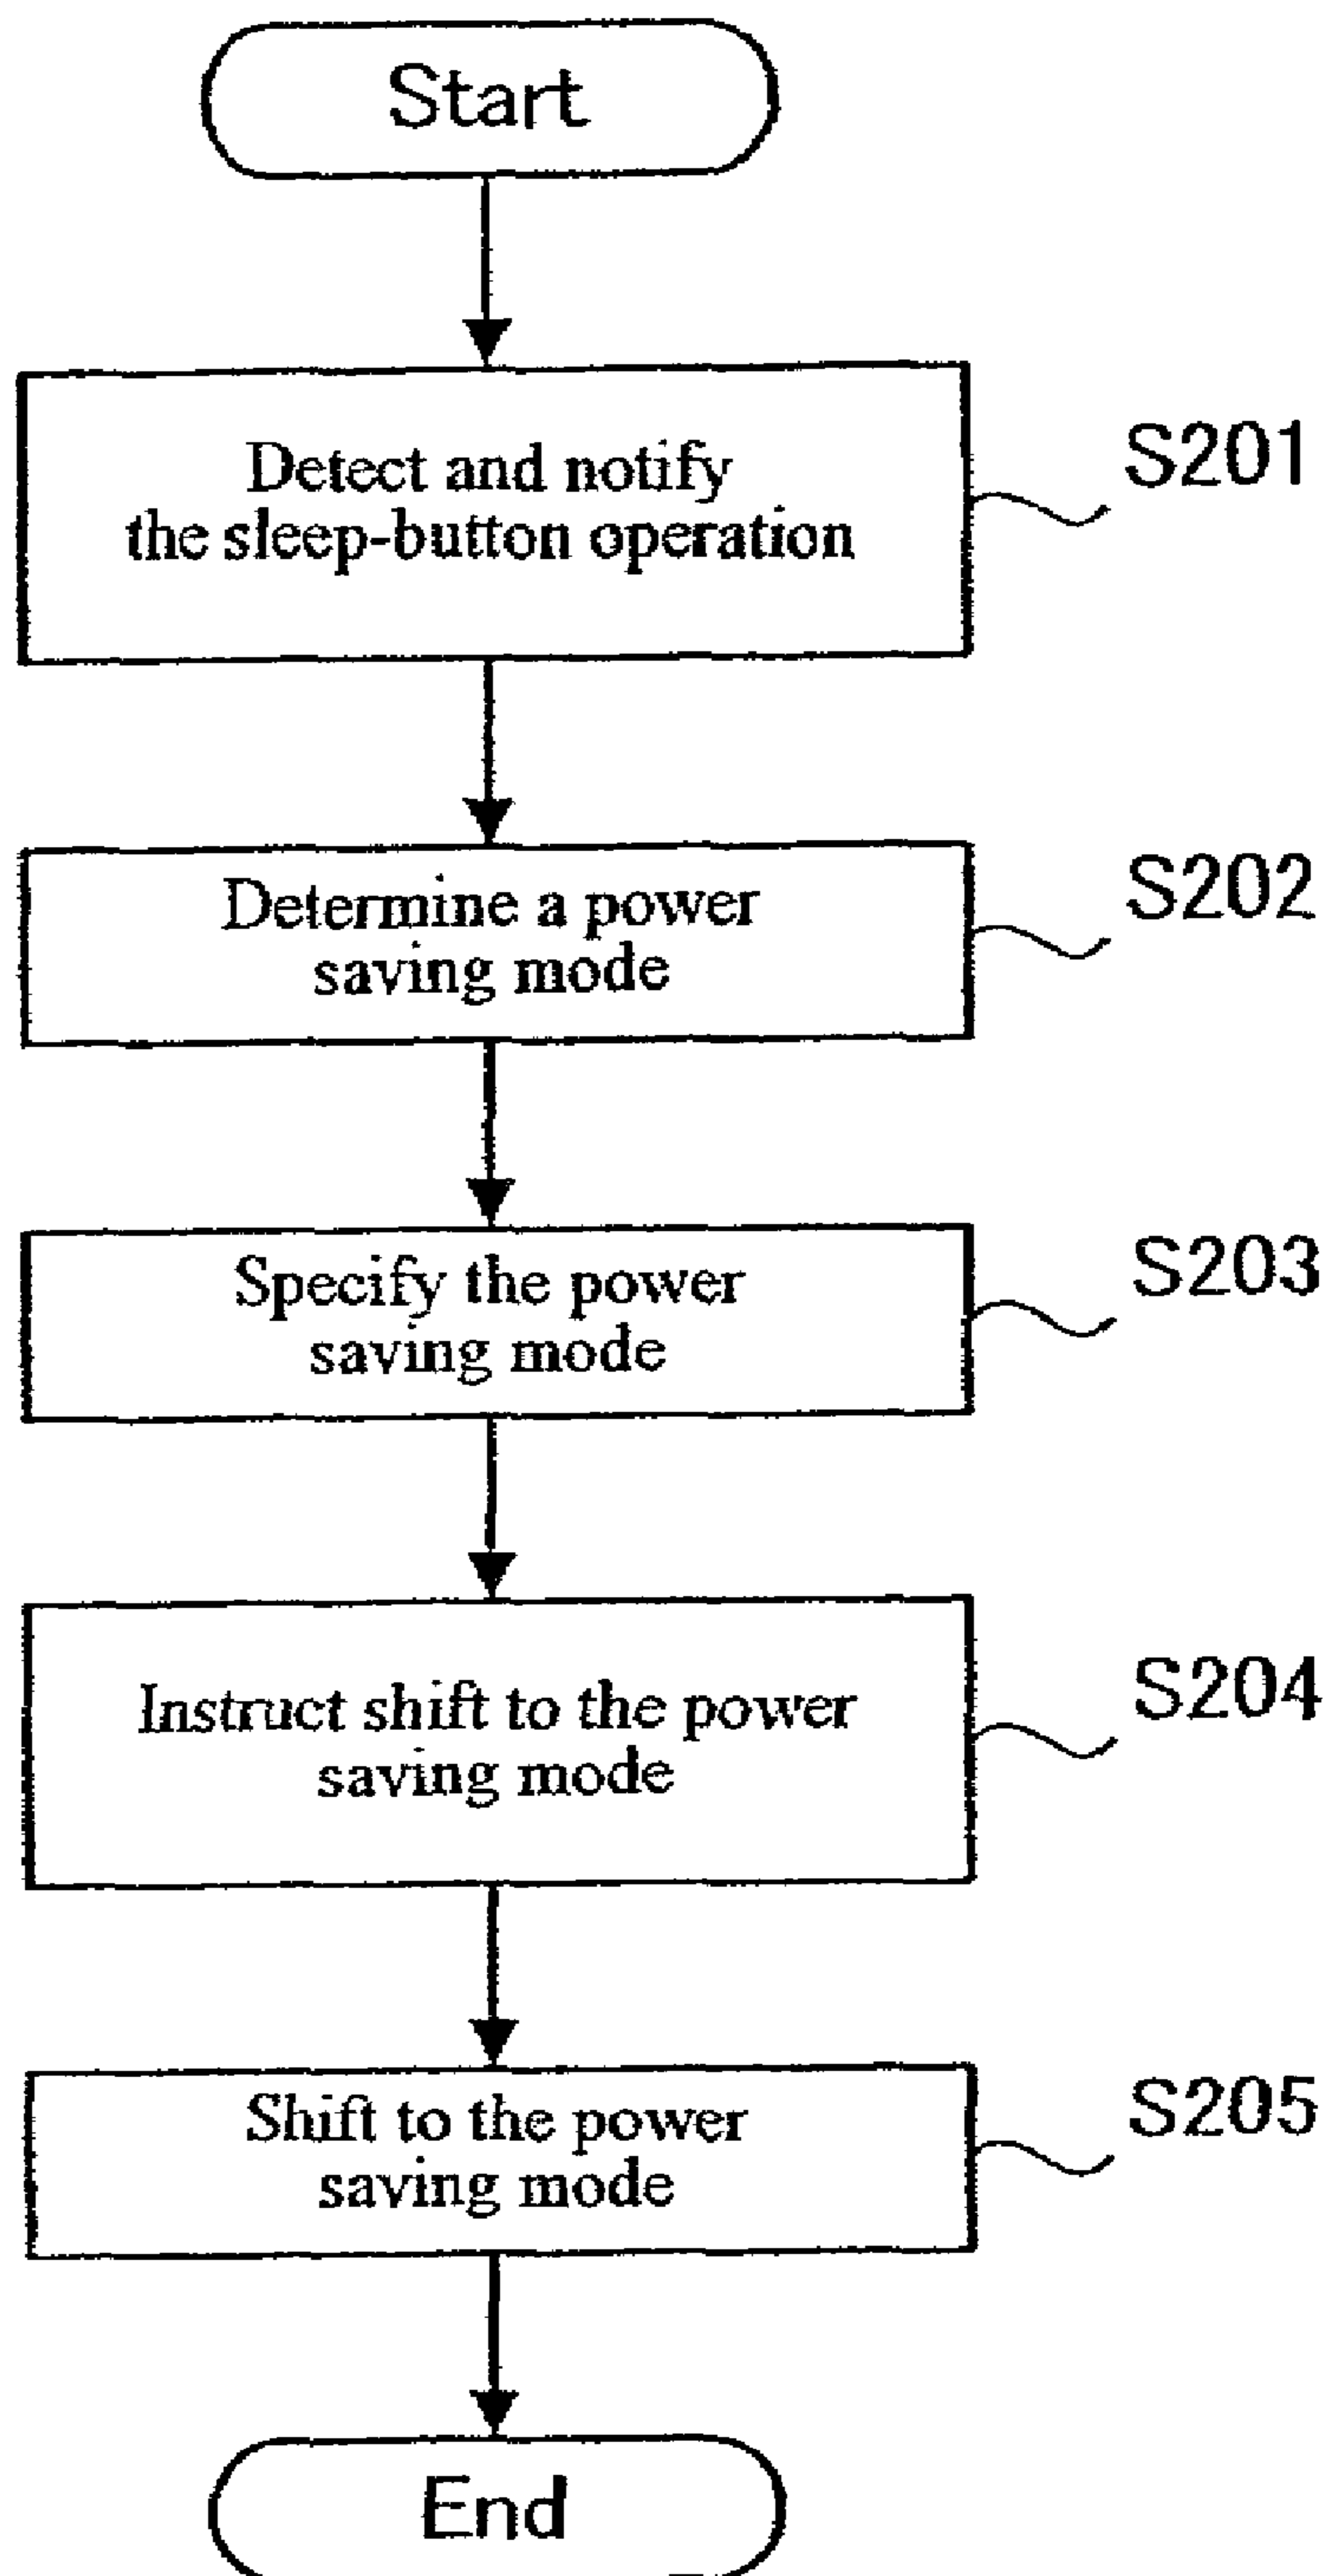 Start
Detect and notify
the sleep-button operation
S201
Determine a power
saving mode
S202
Specify the power
saving mode
S203
Instruct shift to the power
saving mode
S204
Shift to the power
saving mode
S205
End